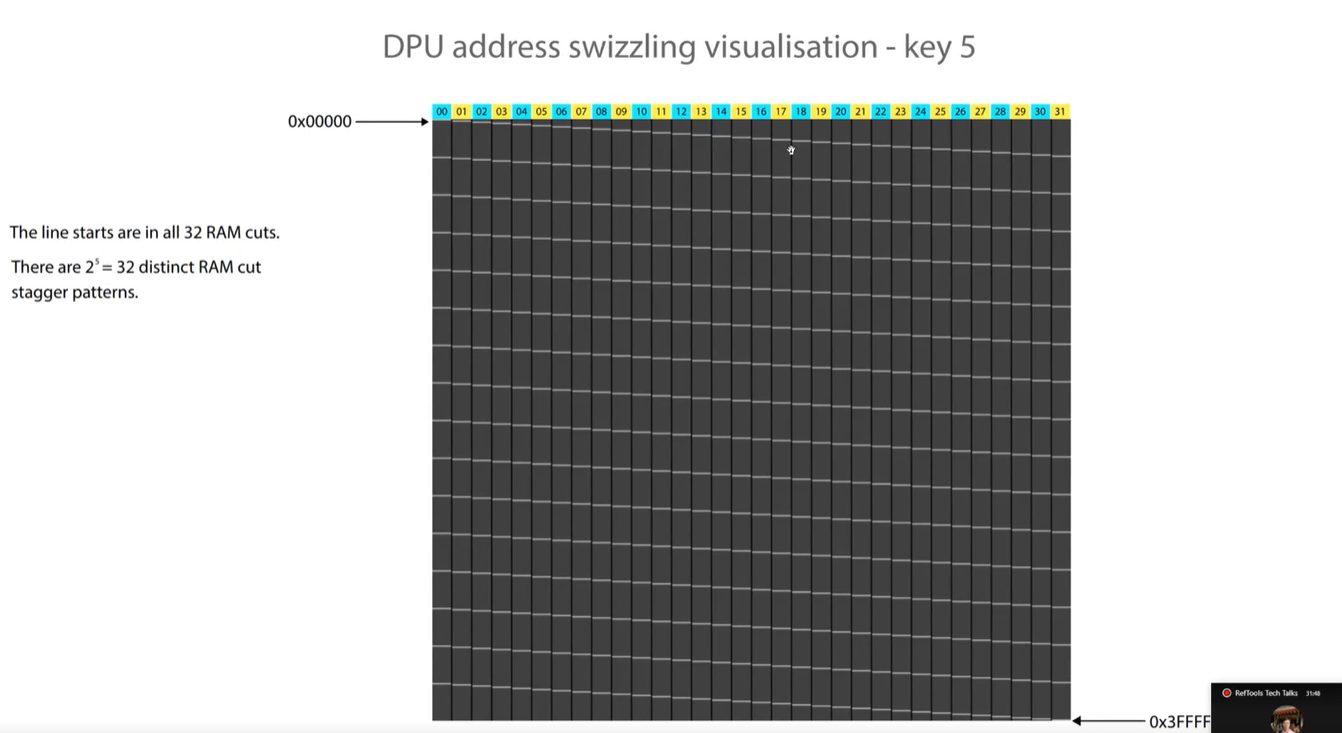 DPU address swizzling visualisation - key 5
00 01 02 03 04 05 06 07 08 09 10 11 12 13 14 15 16 17 18 19 20 21 22 23 24 25 26 27 28 29 30 31
0x00000
The line starts are in all 32 RAM cuts.
There are 2⁵ = 32 distinct RAM cut
stagger patterns.
RefTools Tech Talks 31:48
0x3FFFF